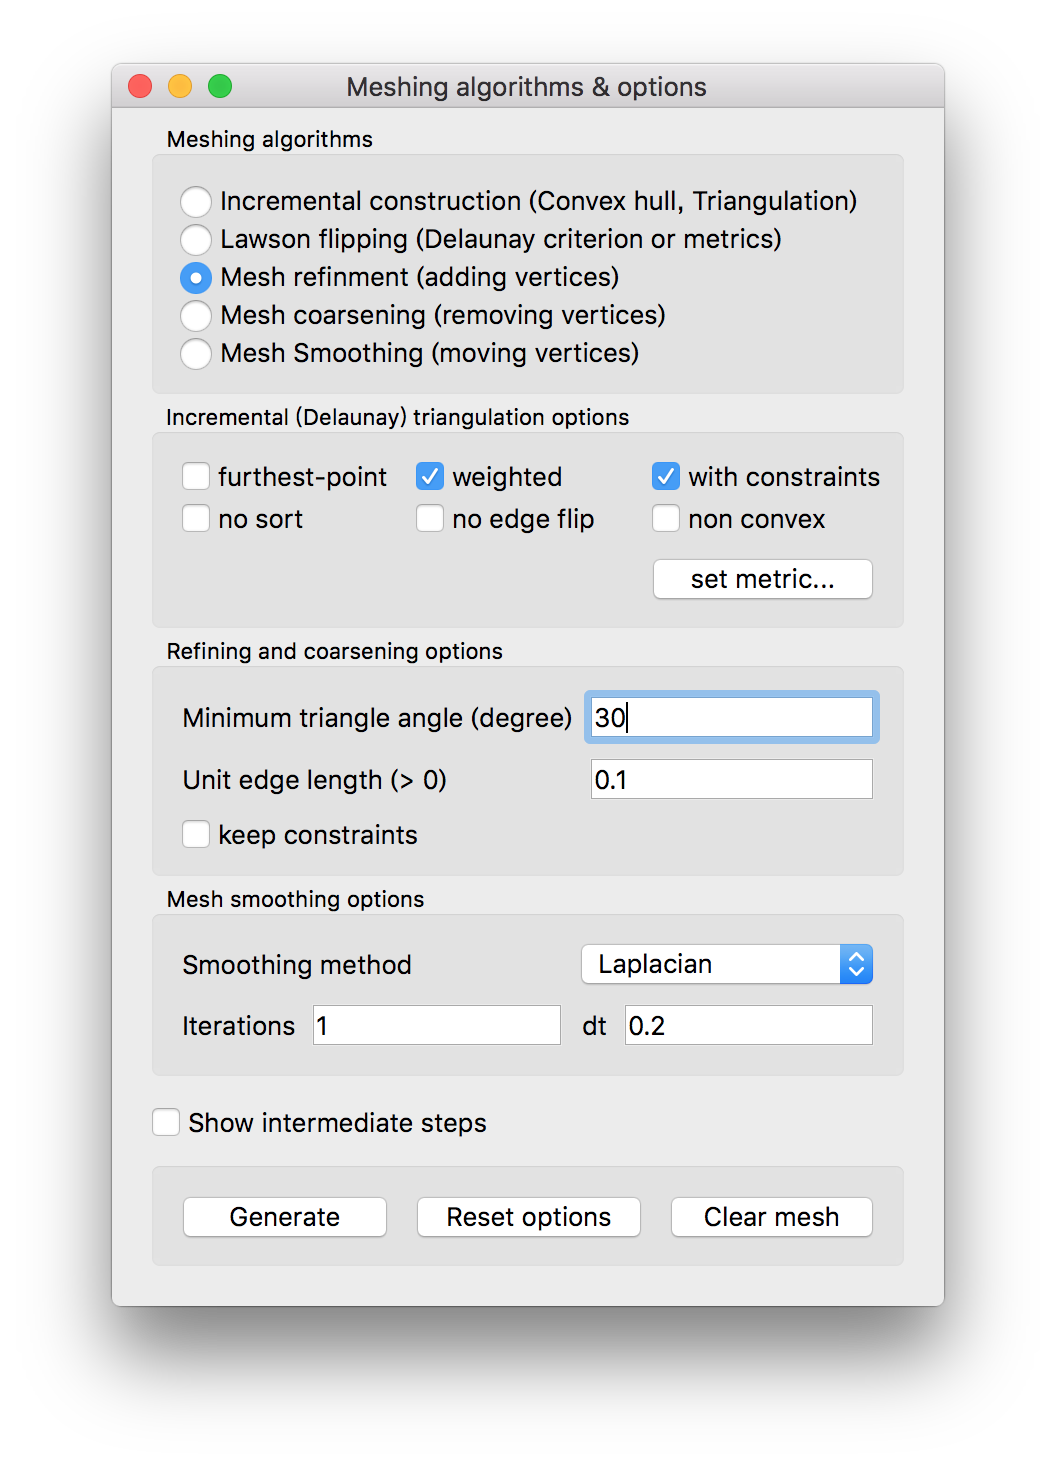 Meshing algorithms & options
Meshing algorithms
Incremental construction (Convex hull, Triangulation)
Lawson flipping (Delaunay criterion or metrics)
Mesh refinment (adding vertices)
Mesh coarsening (removing vertices)
Mesh Smoothing (moving vertices)
Incremental (Delaunay) triangulation options
furthest-point weighted with constraints
no sort no edge flip non convex
set metric...
Refining and coarsening options
Minimum triangle angle (degree) 30
Unit edge length (> 0) 0.1
keep constraints
Mesh smoothing options
Smoothing method Laplacian
Iterations 1 dt 0.2
Show intermediate steps
Generate Reset options Clear mesh